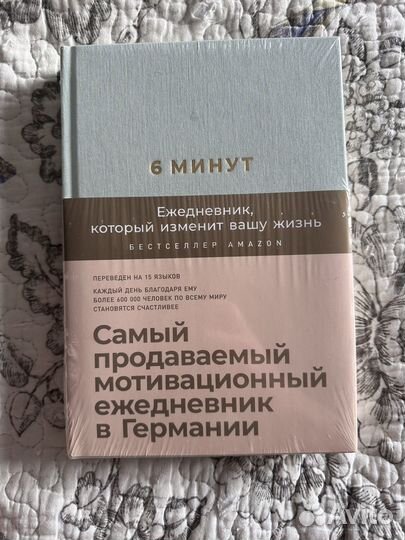 6 МИНУТ
Ежедневник,
который изменит вашу жизнь
БЕСТСЕЛЛЕР AMAZON
ПЕРЕВЕДЕН НА 15 ЯЗЫКОВ
КАЖДЫЙ ДЕНЬ БЛАГОДАРЯ ЕМУ
БОЛЕЕ 600 000 ЧЕЛОВЕК ПО ВСЕМУ МИРУ
СТАНОВЯТСЯ СЧАСТЛИВЕЕ
Самый
продаваемый
мотивационный
ежедневник
в Германии
Avito